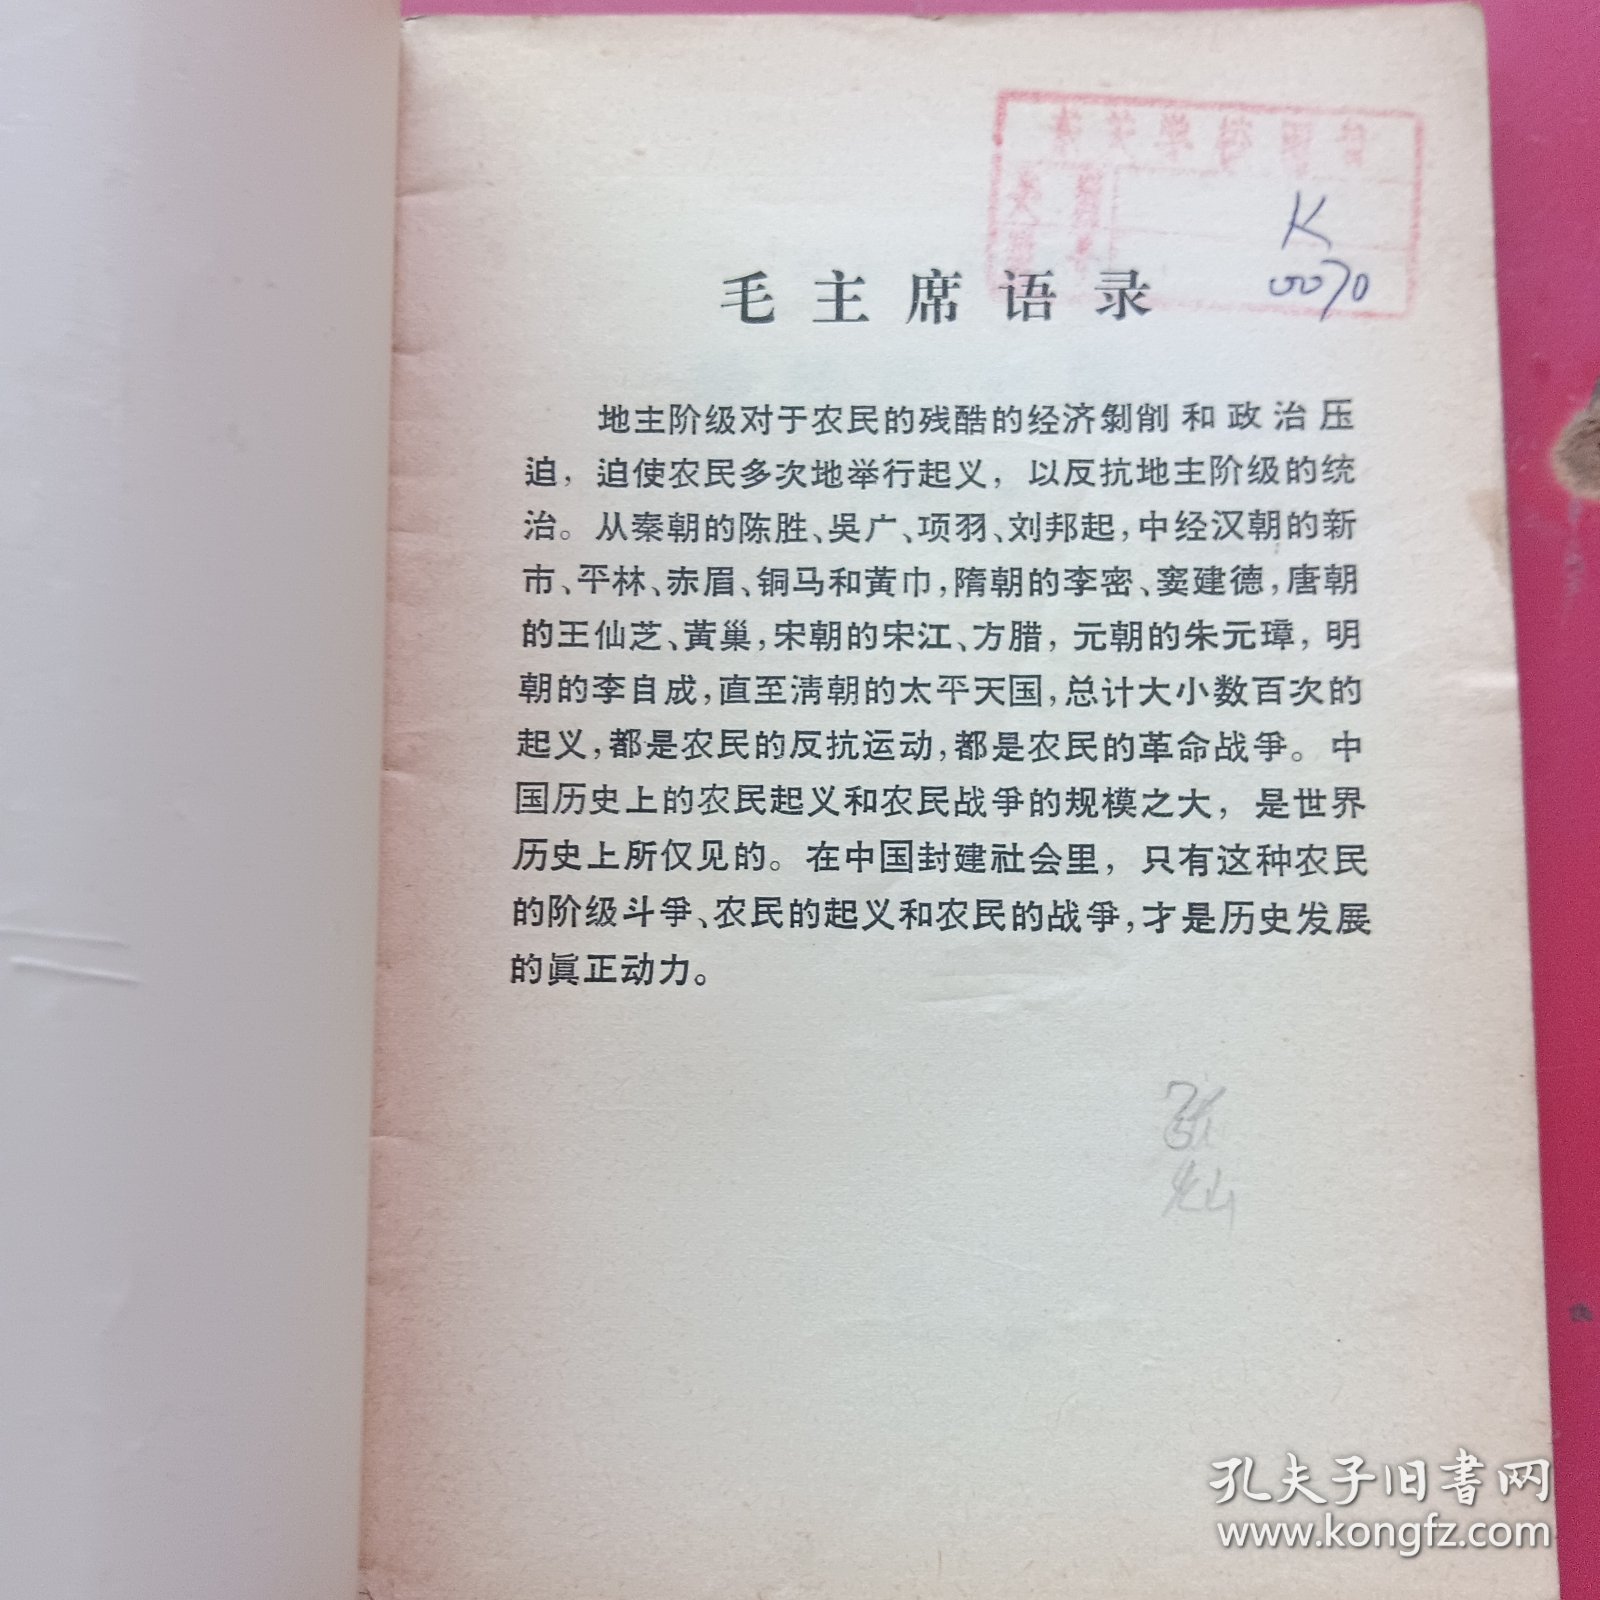 K
0070
毛主席语录
地主阶级对于农民的残酷的经济剝削和政治压
迫，迫使农民多次地举行起义，以反抗地主阶级的统
治。从秦朝的陈胜、吳广、项羽、刘邦起，中经汉朝的新
市、平林、赤眉、铜马和黃巾，隋朝的李密、窦建德，唐朝
的王仙芝、黃巢，宋朝的宋江、方腊，元朝的朱元璋，明
朝的李自成，直至淸朝的太平天国，总计大小数百次的
起义，都是农民的反抗运动，都是农民的革命战爭。中
国历史上的农民起义和农民战爭的规模之大，是世界
历史上所仅见的。在中国封建社会里，只有这种农民
的阶级斗爭、农民的起义和农民的战爭，才是历史发展
的眞正动力。
张
灿
孔夫子旧书网
www.kongfz.com